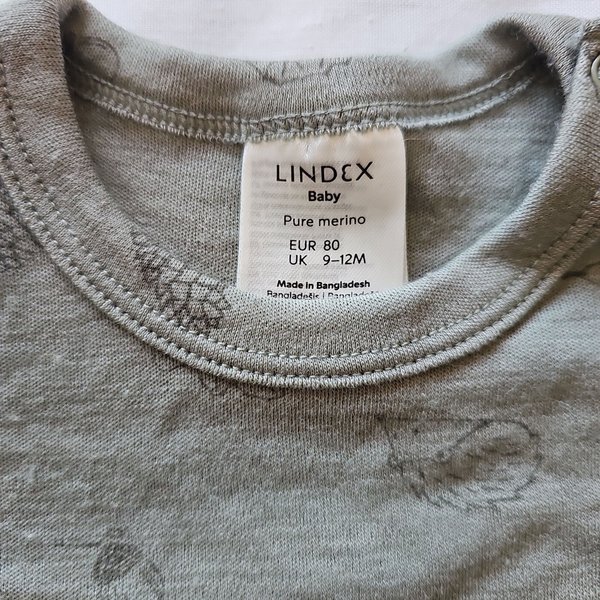 LINDEX
Baby
Pure merino
EUR 80
UK 9–12M
Made in Bangladesh